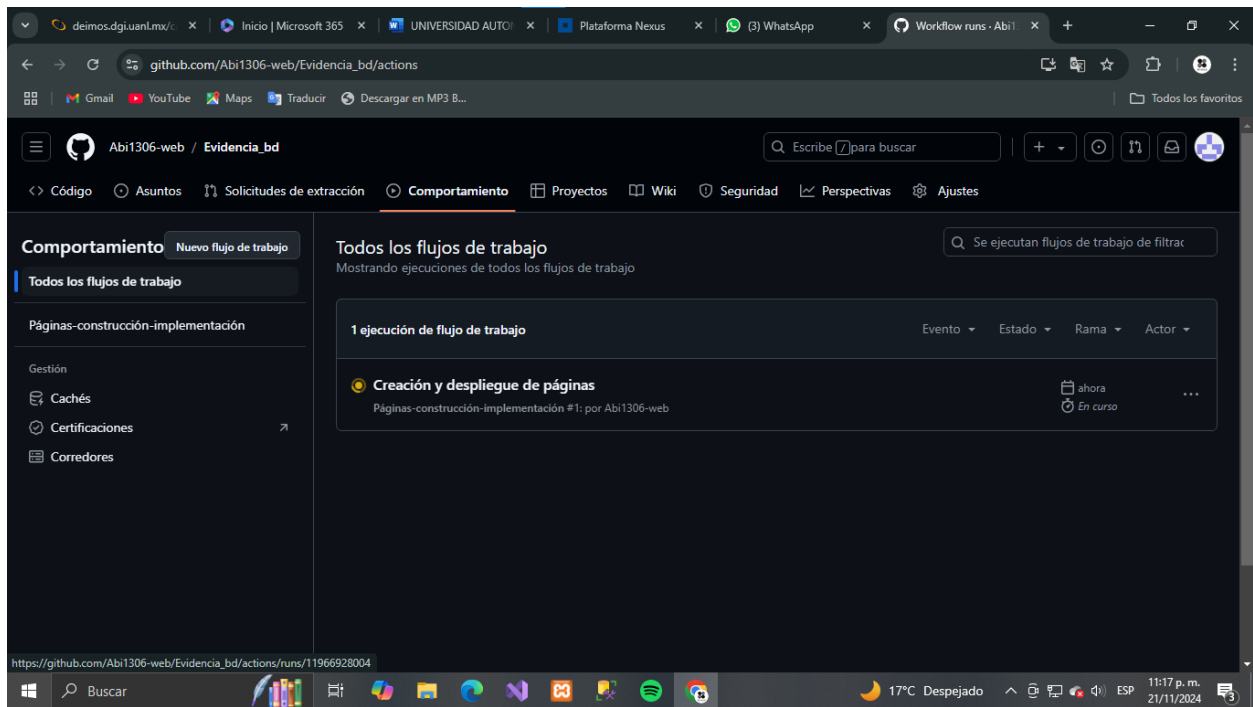 deimos.dgi.uanl.mx/c
Inicio | Microsoft 365
UNIVERSIDAD AUTON
Plataforma Nexus
(3) WhatsApp
Workflow runs · Abi1
github.com/Abi1306-web/Evidencia_bd/actions
Gmail
YouTube
Maps
Traducir
Descargar en MP3 B...
Todos los favoritos
Abi1306-web / Evidencia_bd
Escribe / para buscar
Código
Asuntos
Solicitudes de extracción
Comportamiento
Proyectos
Wiki
Seguridad
Perspectivas
Ajustes
Comportamiento
Nuevo flujo de trabajo
Todos los flujos de trabajo
Páginas-construcción-implementación
Gestión
Cachés
Certificaciones
Corredores
Todos los flujos de trabajo
Mostrando ejecuciones de todos los flujos de trabajo
Se ejecutan flujos de trabajo de filtrac
1 ejecución de flujo de trabajo
Evento
Estado
Rama
Actor
Creación y despliegue de páginas
Páginas-construcción-implementación #1: por Abi1306-web
ahora
En curso
https://github.com/Abi1306-web/Evidencia_bd/actions/runs/11966928004
Buscar
17°C Despejado
ESP
11:17 p. m.
21/11/2024
3